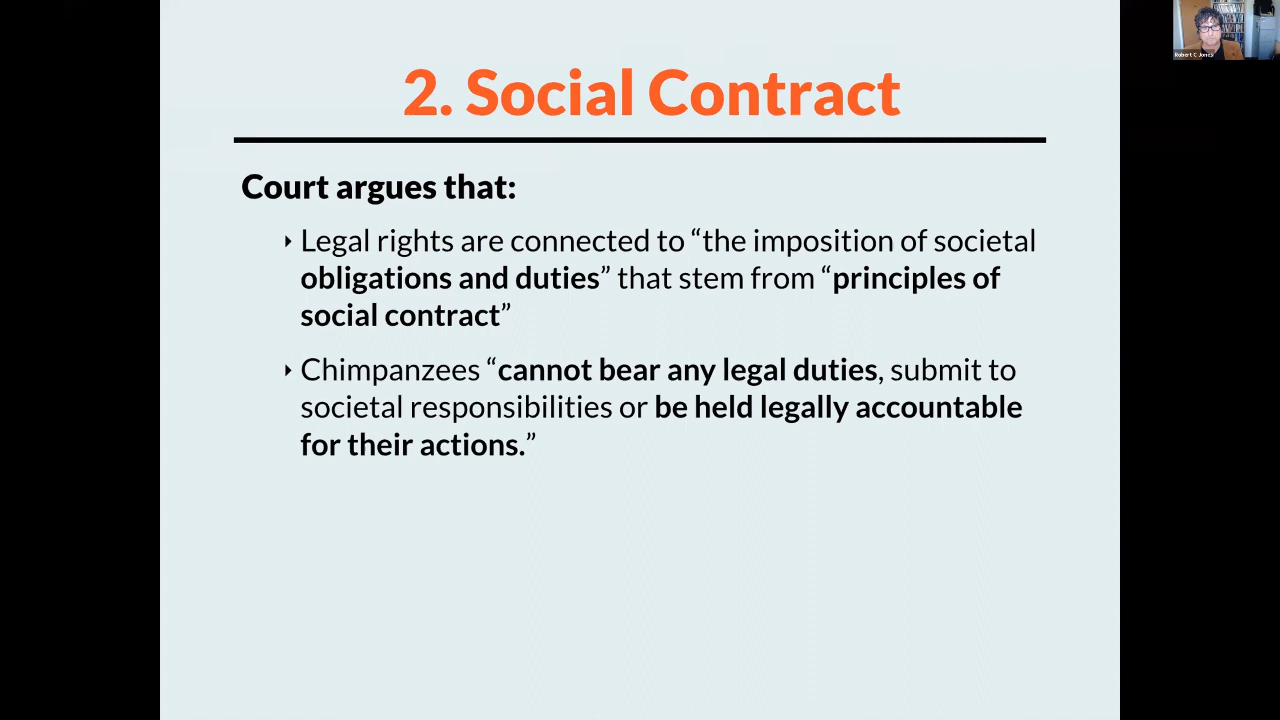 2. Social Contract
Court argues that:
‣ Legal rights are connected to “the imposition of societal
obligations and duties” that stem from “principles of
social contract”
‣ Chimpanzees “cannot bear any legal duties, submit to
societal responsibilities or be held legally accountable
for their actions.”
Robert C Jones